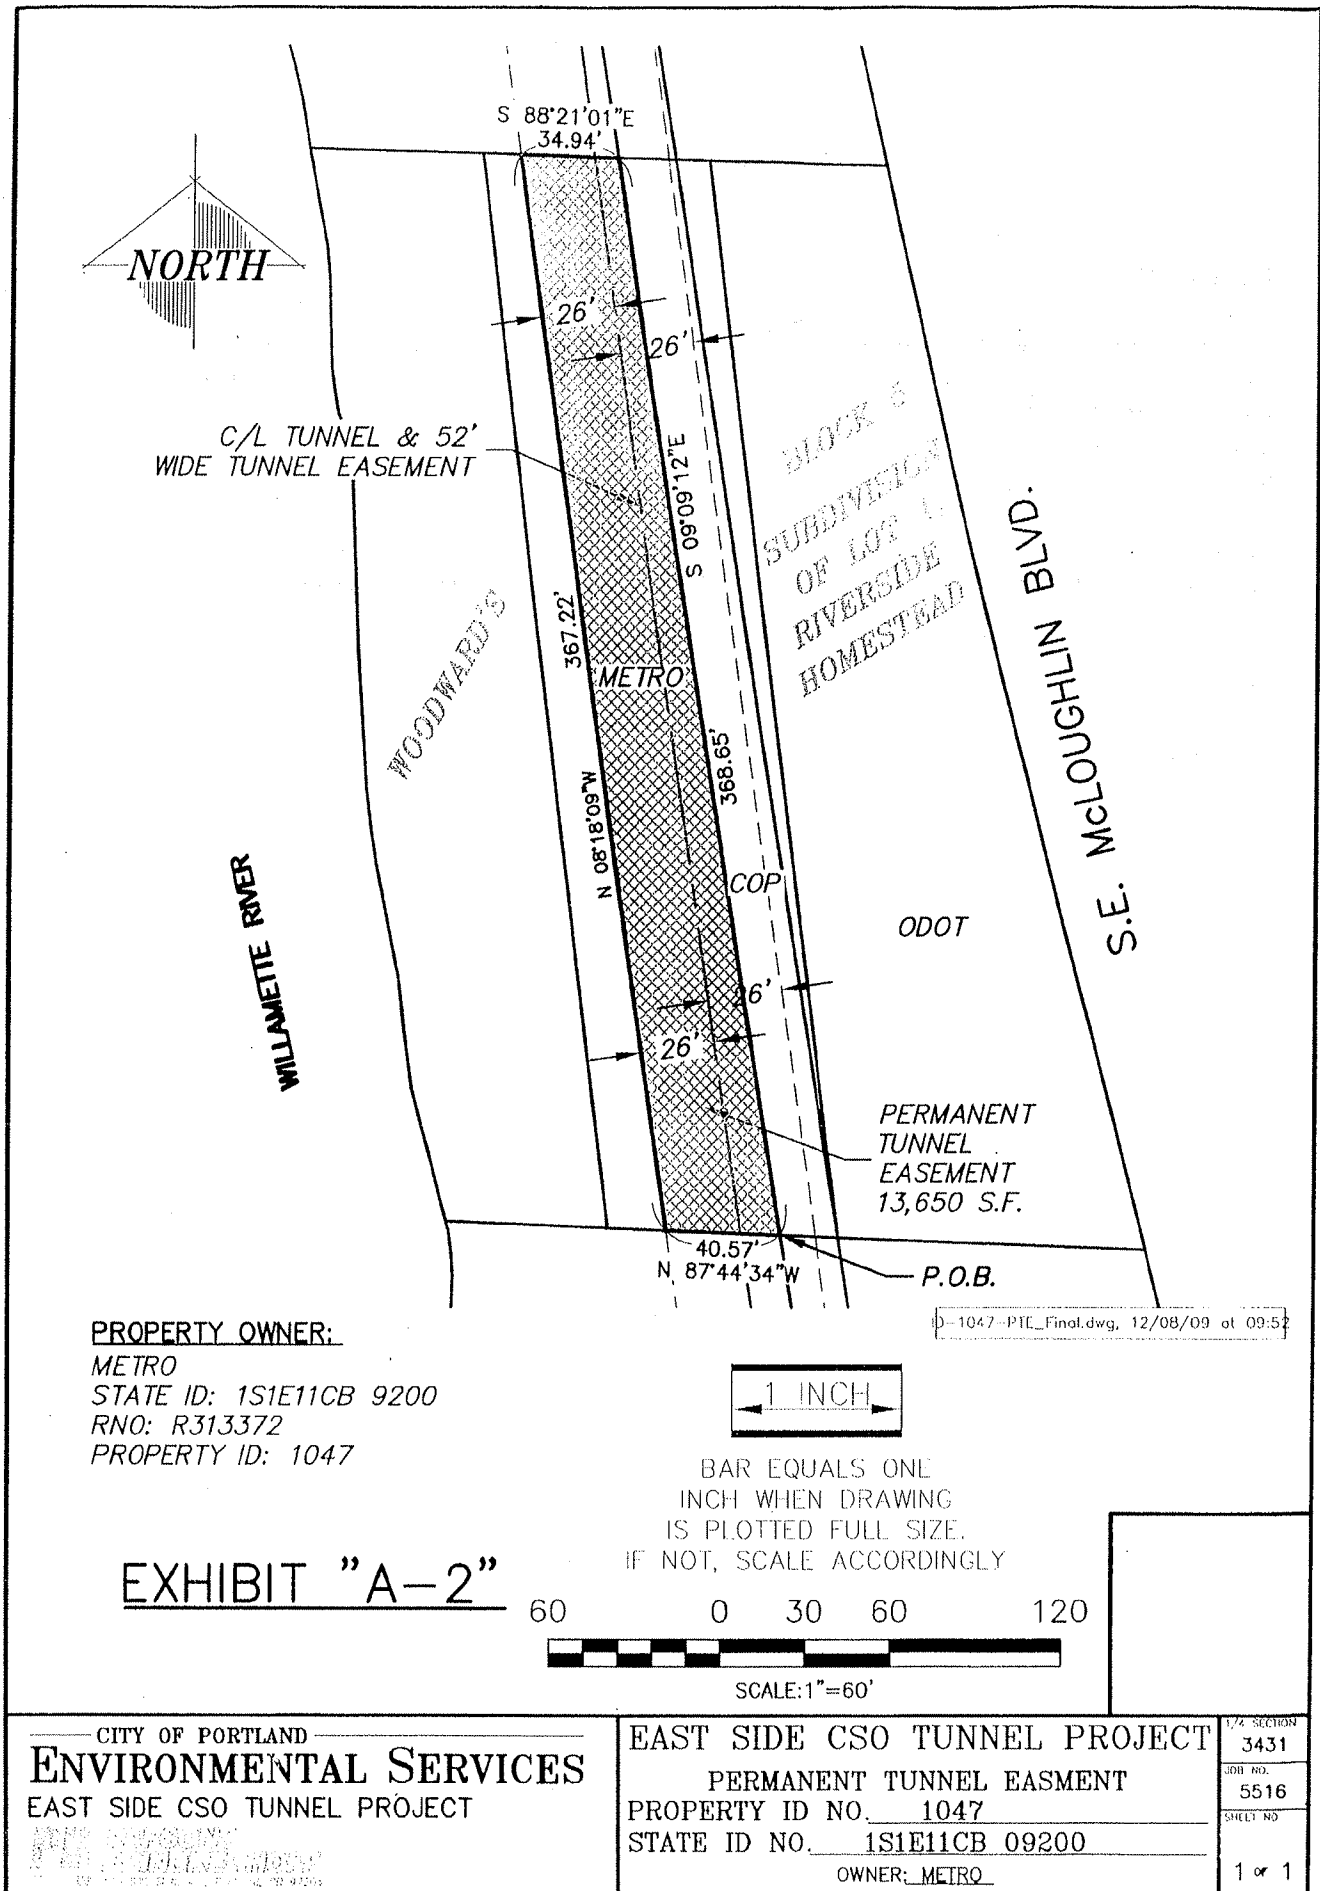 S 88°21'01"E
34.94'
NORTH
26'
26'
C/L TUNNEL & 52'
WIDE TUNNEL EASEMENT
S 09°09'12"E
BLOCK
SUBDIVISION
OF LOT
RIVERSIDE
HOMESTEAD
S.E. McLOUGHLIN BLVD.
WOODWARD'S
367.22'
METRO
N 08°18'09"W
368.65'
COP
ODOT
WILLAMETTE RIVER
26'
26'
PERMANENT
TUNNEL
EASEMENT
13,650 S.F.
40.57'
N 87°44'34"W
P.O.B.
D-1047-PTE_Final.dwg, 12/08/09 at 09:52
PROPERTY OWNER:
METRO
STATE ID: 1S1E11CB 9200
RNO: R313372
PROPERTY ID: 1047
1 INCH
BAR EQUALS ONE
INCH WHEN DRAWING
IS PLOTTED FULL SIZE.
IF NOT, SCALE ACCORDINGLY
EXHIBIT "A-2"
60 0 30 60 120
SCALE:1"=60'
CITY OF PORTLAND
ENVIRONMENTAL SERVICES
EAST SIDE CSO TUNNEL PROJECT
EAST SIDE CSO TUNNEL PROJECT
PERMANENT TUNNEL EASMENT
PROPERTY ID NO. 1047
STATE ID NO. 1S1E11CB 09200
OWNER: METRO
1/4 SECTION
3431
JOB NO.
5516
SHEET NO
1 of 1